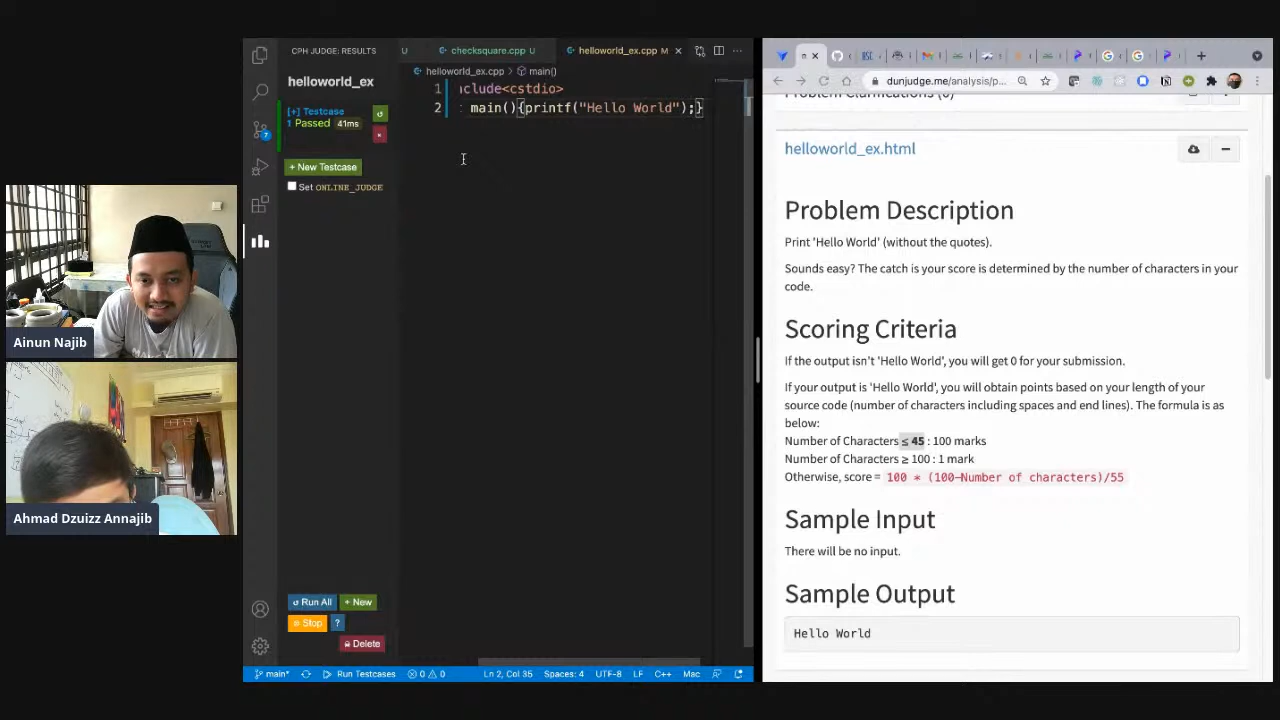 CPH JUDGE: RESULTS
helloworld_ex
[+] Testcase
1 Passed 41ms
+ New Testcase
Set ONLINE_JUDGE
Run All
+ New
Stop
?
Delete
U
checksquare.cpp U
helloworld_ex.cpp M
helloworld_ex.cpp > main()
1 clude<cstdio>
2 main(){printf("Hello World");}
main*
Run Testcases
0 0
Ln 2, Col 35
Spaces: 4
UTF-8
LF
C++
Mac
Ainun Najib
Ahmad Dzuizz Annajib
dunjudge.me/analysis/p...
Problem Clarifications (0)
helloworld_ex.html
Problem Description
Print 'Hello World' (without the quotes).
Sounds easy? The catch is your score is determined by the number of characters in your
code.
Scoring Criteria
If the output isn't 'Hello World', you will get 0 for your submission.
If your output is 'Hello World', you will obtain points based on your length of your
source code (number of characters including spaces and end lines). The formula is as
below:
Number of Characters ≤ 45 : 100 marks
Number of Characters ≥ 100 : 1 mark
Otherwise, score = 100 * (100-Number of characters)/55
Sample Input
There will be no input.
Sample Output
Hello World